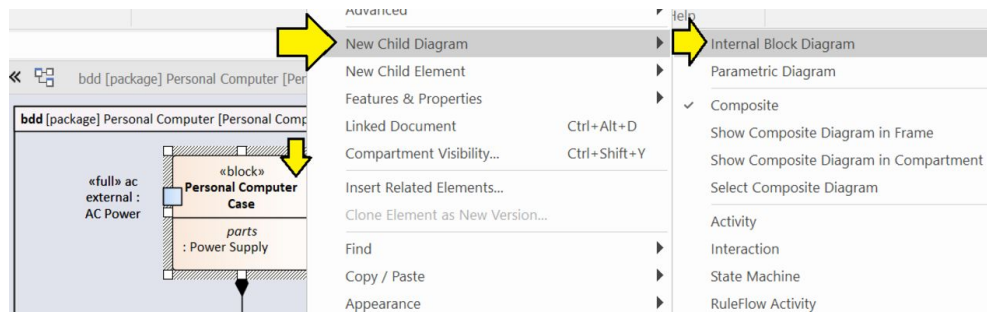 Advanced
Help
New Child Diagram
Internal Block Diagram
bdd [package] Personal Computer [Per
New Child Element
Parametric Diagram
Features & Properties
Composite
bdd [package] Personal Computer [Personal Comp
Linked Document Ctrl+Alt+D
Show Composite Diagram in Frame
Compartment Visibility... Ctrl+Shift+Y
Show Composite Diagram in Compartment
«full» ac
external :
AC Power
«block»
Personal Computer
Case
parts
: Power Supply
Insert Related Elements...
Select Composite Diagram
Clone Element as New Version...
Activity
Find
Interaction
Copy / Paste
State Machine
Appearance
RuleFlow Activity